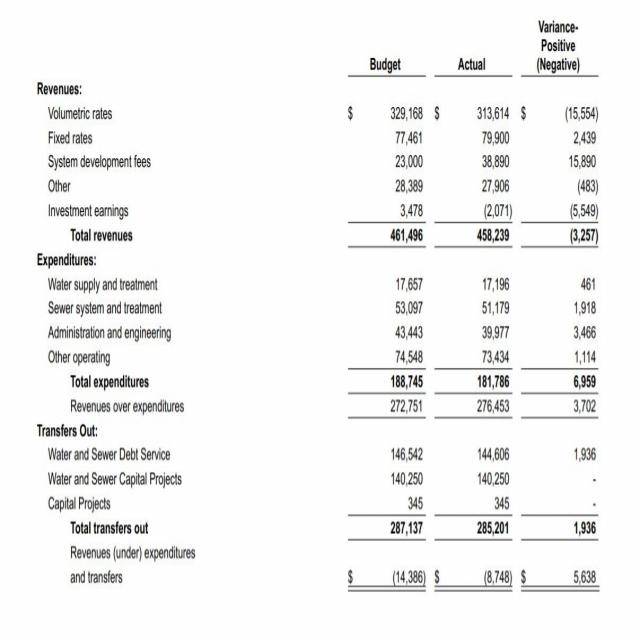 Variance-
Positive
Budget Actual (Negative)
Revenues:
Volumetric rates $ 329,168 $ 313,614 $ (15,554)
Fixed rates 77,461 79,900 2,439
System development fees 23,000 38,890 15,890
Other 28,389 27,906 (483)
Investment earnings 3,478 (2,071) (5,549)
Total revenues 461,496 458,239 (3,257)
Expenditures:
Water supply and treatment 17,657 17,196 461
Sewer system and treatment 53,097 51,179 1,918
Administration and engineering 43,443 39,977 3,466
Other operating 74,548 73,434 1,114
Total expenditures 188,745 181,786 6,959
Revenues over expenditures 272,751 276,453 3,702
Transfers Out:
Water and Sewer Debt Service 146,542 144,606 1,936
Water and Sewer Capital Projects 140,250 140,250 -
Capital Projects 345 345 -
Total transfers out 287,137 285,201 1,936
Revenues (under) expenditures
and transfers $ (14,386) $ (8,748) $ 5,638